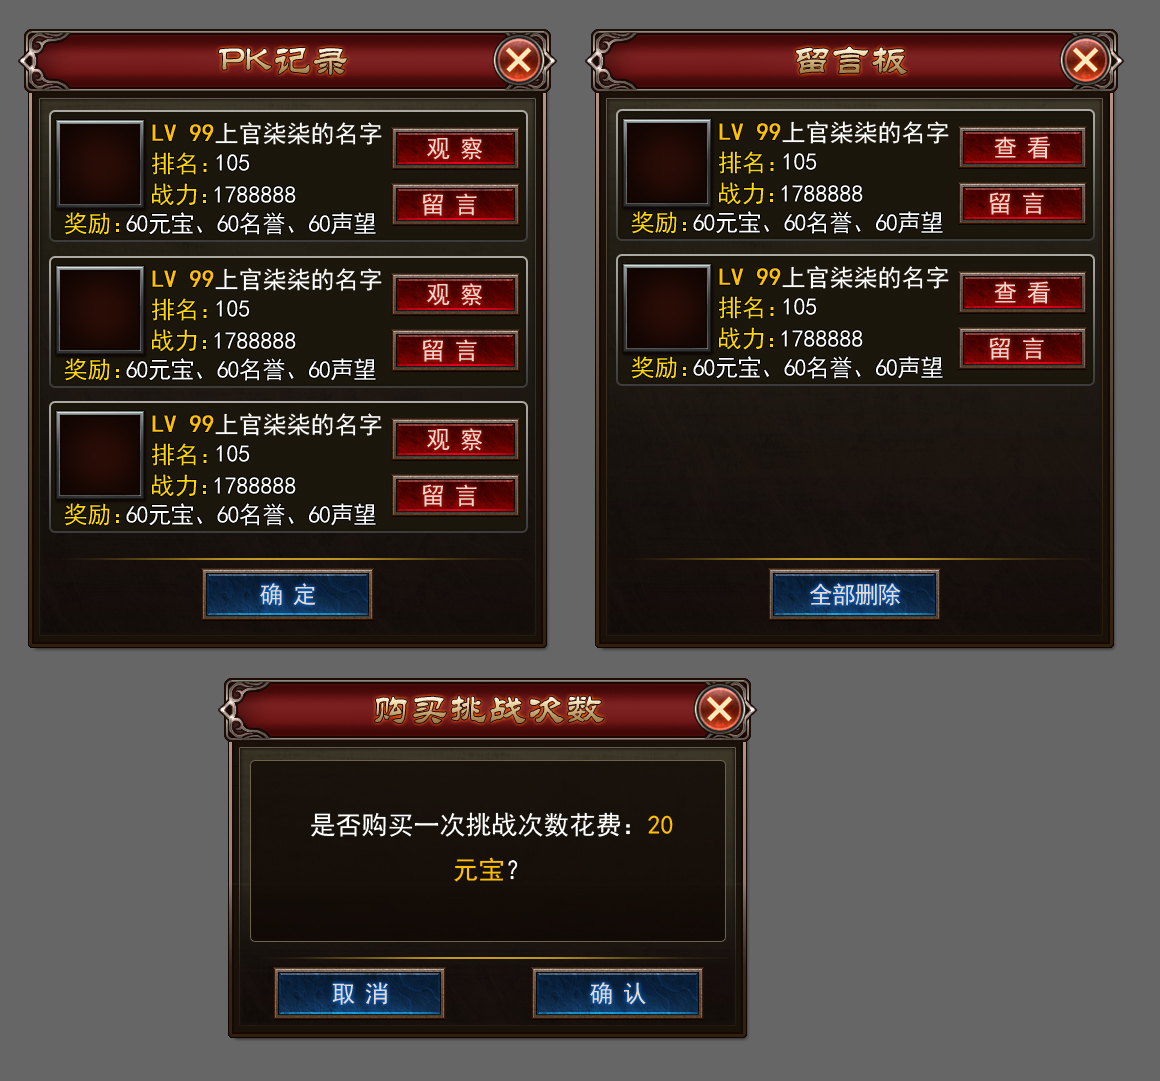 PK记录
LV 99上官柒柒的名字
排名:105
观 察
战力:1788888
留 言
奖励:60元宝、60名誉、60声望
LV 99上官柒柒的名字
排名:105
观 察
战力:1788888
留 言
奖励:60元宝、60名誉、60声望
LV 99上官柒柒的名字
排名:105
观 察
战力:1788888
留 言
奖励:60元宝、60名誉、60声望
确 定
留言板
LV 99上官柒柒的名字
排名:105
查 看
战力:1788888
留 言
奖励:60元宝、60名誉、60声望
LV 99上官柒柒的名字
排名:105
查 看
战力:1788888
留 言
奖励:60元宝、60名誉、60声望
全部删除
购买挑战次数
是否购买一次挑战次数花费：20
元宝?
取 消
确 认